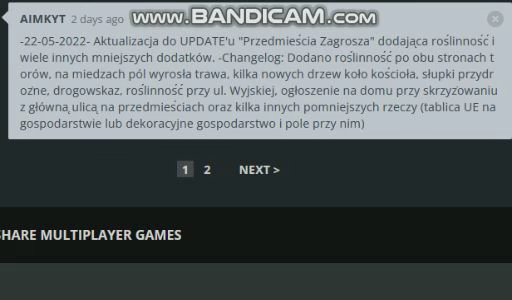 www.BANDICAM.com
AIMKYT 2 days ago
-22-05-2022- Aktualizacja do UPDATE'u "Przedmieścia Zagrosza" dodająca roślinność i
wiele innych mniejszych dodatków. -Changelog: Dodano roślinność po obu stronach t
orów, na miedzach pól wyrosła trawa, kilka nowych drzew koło kościoła, słupki przydr
ożne, drogowskaz, roślinność przy ul. Wyjskiej, ogłoszenie na domu przy skrzyżowaniu
z główną ulicą na przedmieściach oraz kilka innych pomniejszych rzeczy (tablica UE na
gospodarstwie lub dekoracyjne gospodarstwo i pole przy nim)
1 2 NEXT >
SHARE MULTIPLAYER GAMES